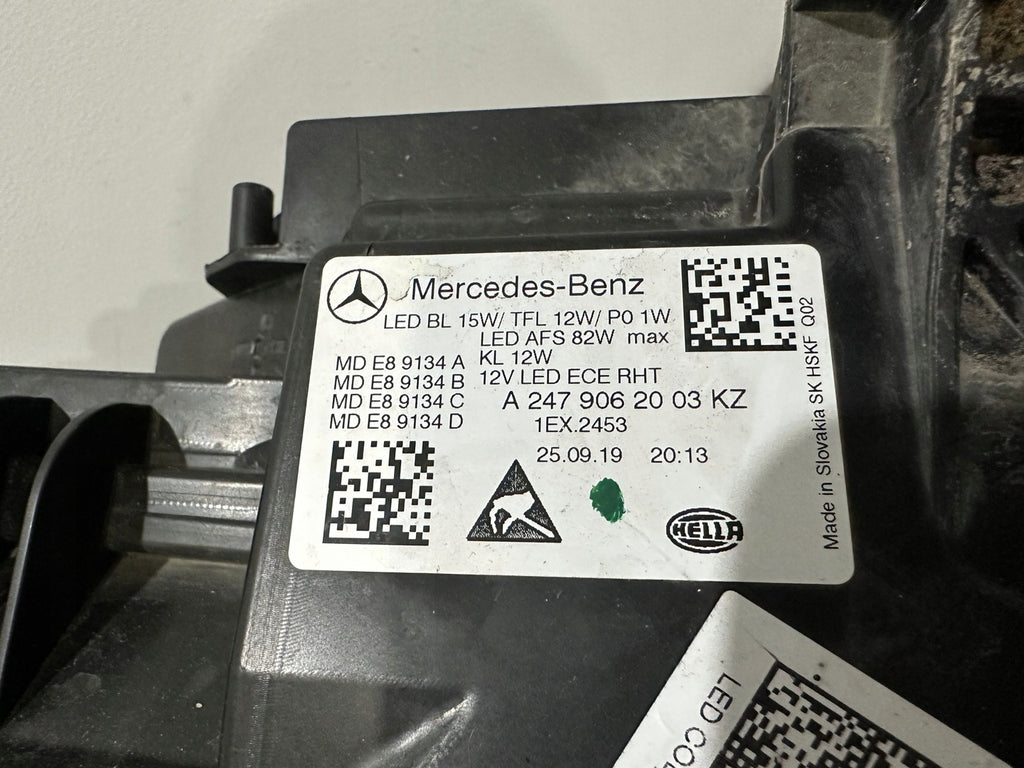 Mercedes-Benz
LED BL 15W/ TFL 12W/ P0 1W
LED AFS 82W max
KL 12W
12V LED ECE RHT
MD E8 9134 A
MD E8 9134 B
MD E8 9134 C
MD E8 9134 D
A 247 906 20 03 KZ
1EX.2453
25.09.19 20:13
HELLA
Made in Slovakia SK HSKF Q02
LED